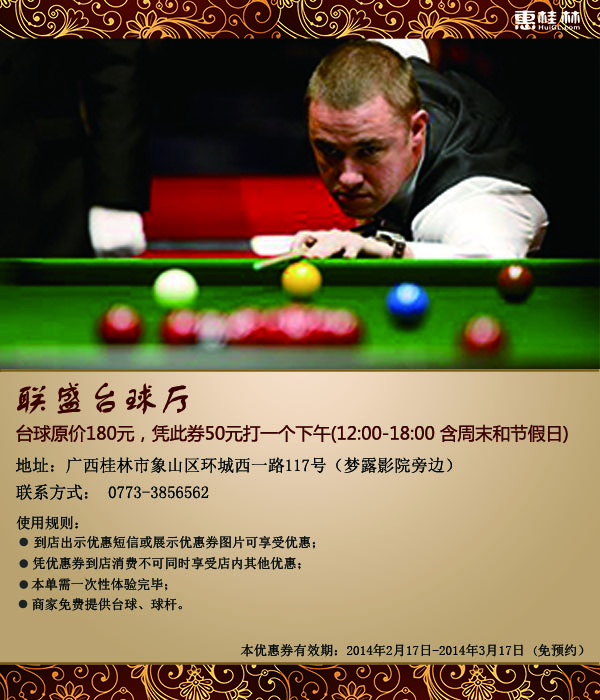 惠桂林
HuiGL.com
联盛台球厅
台球原价180元，凭此券50元打一个下午(12:00-18:00 含周末和节假日)
地址：广西桂林市象山区环城西一路117号（梦露影院旁边）
联系方式： 0773-3856562
使用规则：
● 到店出示优惠短信或展示优惠券图片可享受优惠；
● 凭优惠券到店消费不可同时享受店内其他优惠；
● 本单需一次性体验完毕；
● 商家免费提供台球、球杆。
本优惠券有效期：2014年2月17日-2014年3月17日（免预约）